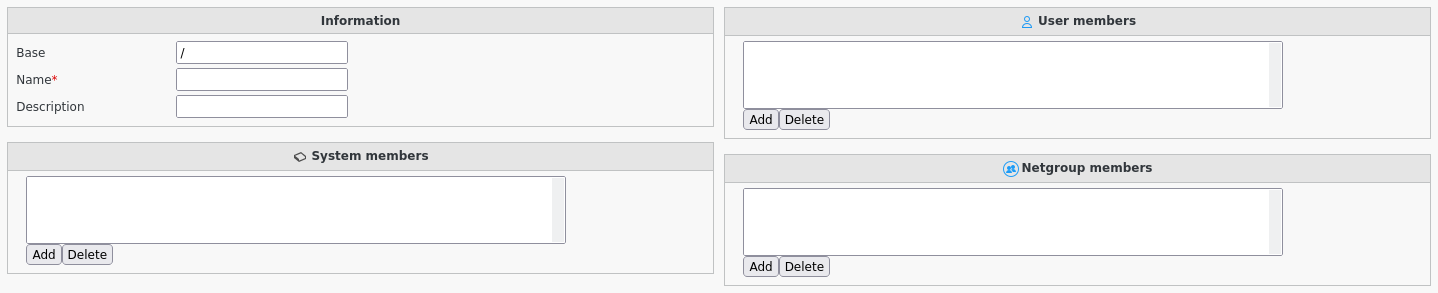 Information
Base
/
Name*
Description
System members
Add Delete
User members
Add Delete
Netgroup members
Add Delete